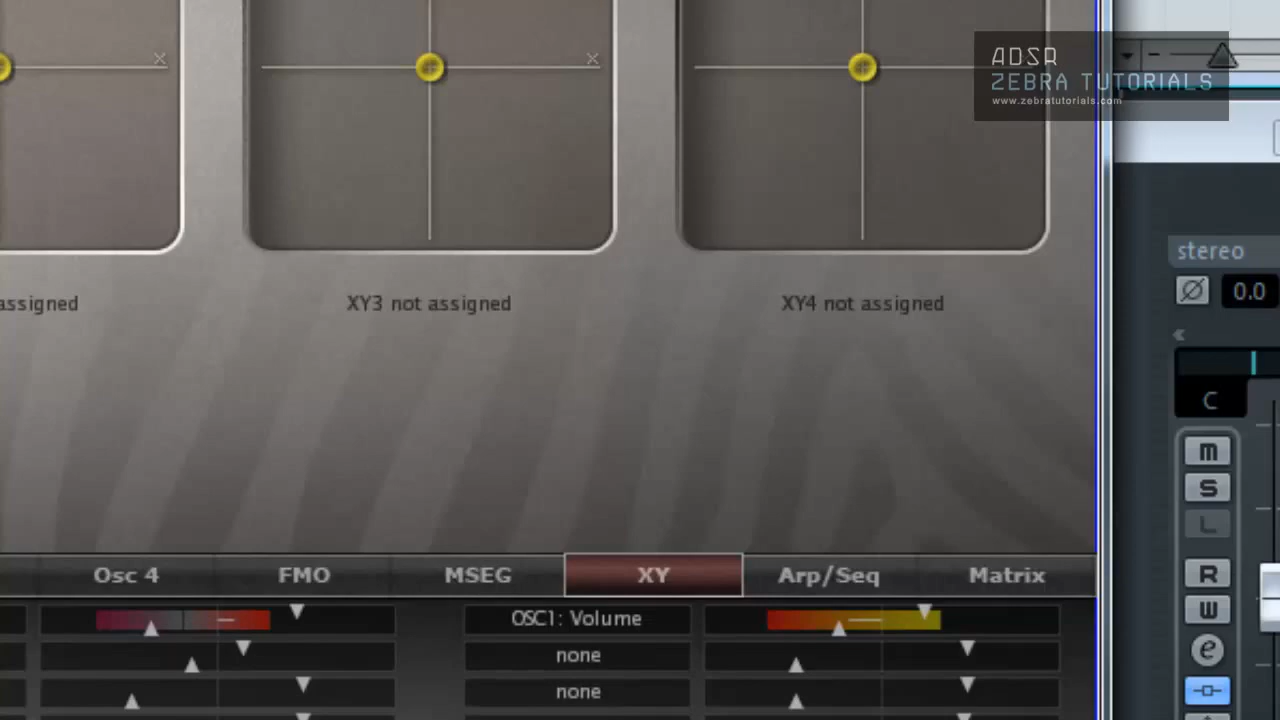 ADSR
ZEBRA TUTORIALS
www.zebratutorials.com
stereo
0.0
assigned
XY3 not assigned
XY4 not assigned
C
m
S
L
R
W
e
Osc 4
FMO
MSEG
XY
Arp/Seq
Matrix
OSC1: Volume
none
none